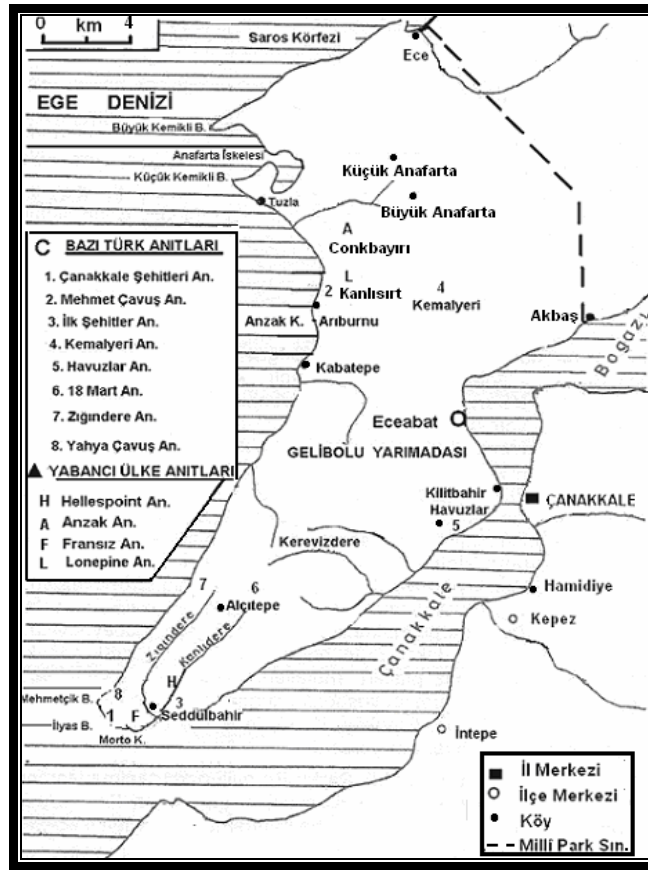 0 4
km
Saros Körfezi
Ece
EGE DENİZİ
Büyük Kemikli B.
Anafarta İskelesi
Küçük Kemikli B.
Küçük Anafarta
Tuzla
Büyük Anafarta
A
Conkbayırı
L
2 Kanlısırt
4
Kemalyeri
Anzak K. - Arıburnu
Akbaş
Boğazı
Kabatepe
Eceabat
GELİBOLU YARIMADASI
Kilitbahir
Havuzlar
5
ÇANAKKALE
Kerevizdere
Hamidiye
Kepez
Çanakkale
7
6
Alçıtepe
Zığındere
Kanlıdere
H
Mehmetçik B.
8
3
Seddülbahir
İlyas B.
1
F
Morto K.
İntepe
C BAZI TÜRK ANITLARI
1. Çanakkale Şehitleri An.
2. Mehmet Çavuş An.
3. İlk Şehitler An.
4. Kemalyeri An.
5. Havuzlar An.
6. 18 Mart An.
7. Zığındere An.
8. Yahya Çavuş An.
YABANCI ÜLKE ANITLARI
H Hellespoint An.
A Anzak An.
F Fransız An.
L Lonepine An.
İl Merkezi
İlçe Merkezi
Köy
Millî Park Sın.